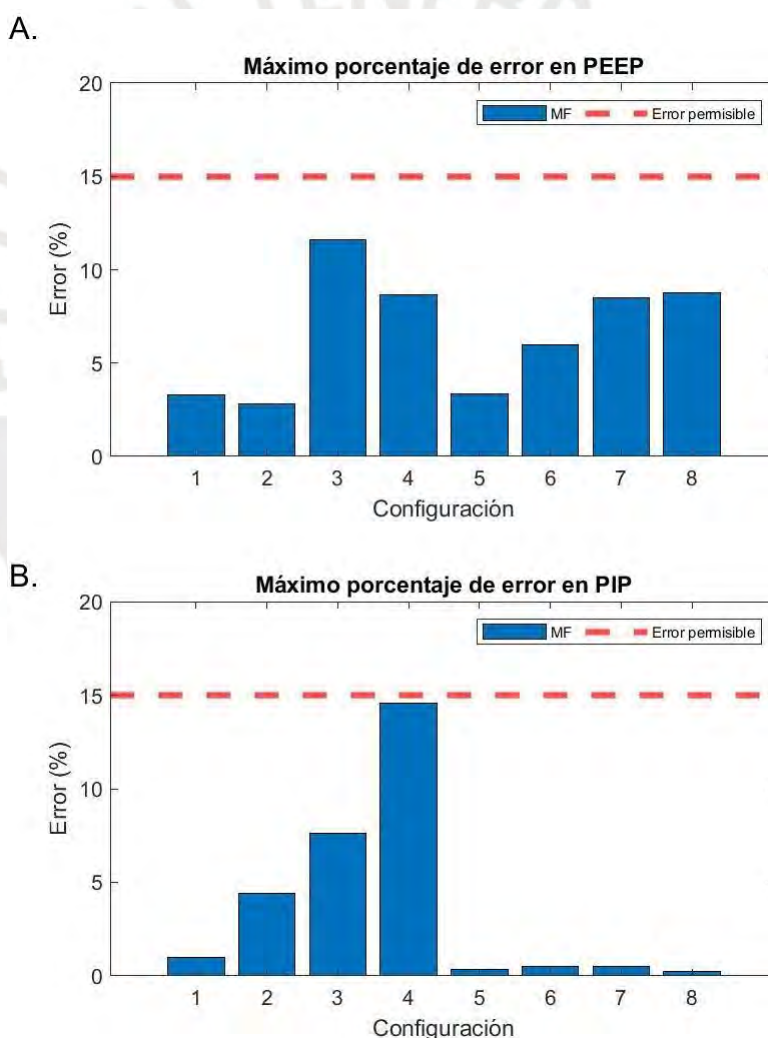 A.
Máximo porcentaje de error en PEEP
MF Error permisible
20
15
10
5
0
Error (%)
1 2 3 4 5 6 7 8
Configuración
B.
Máximo porcentaje de error en PIP
MF Error permisible
20
15
10
5
0
Error (%)
1 2 3 4 5 6 7 8
Configuración